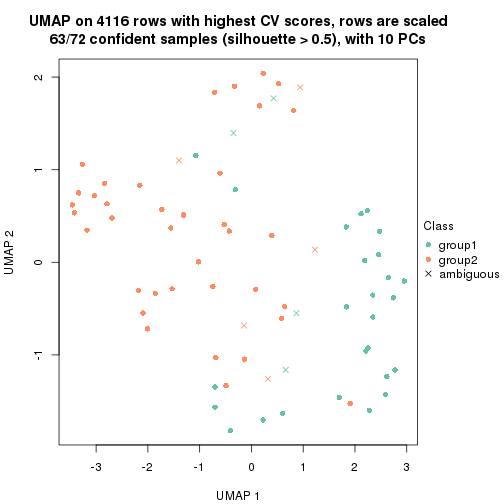 UMAP on 4116 rows with highest CV scores, rows are scaled
63/72 confident samples (silhouette > 0.5), with 10 PCs
2
1
0
-1
UMAP 2
-3
-2
-1
0
1
2
3
UMAP 1
Class
group1
group2
ambiguous